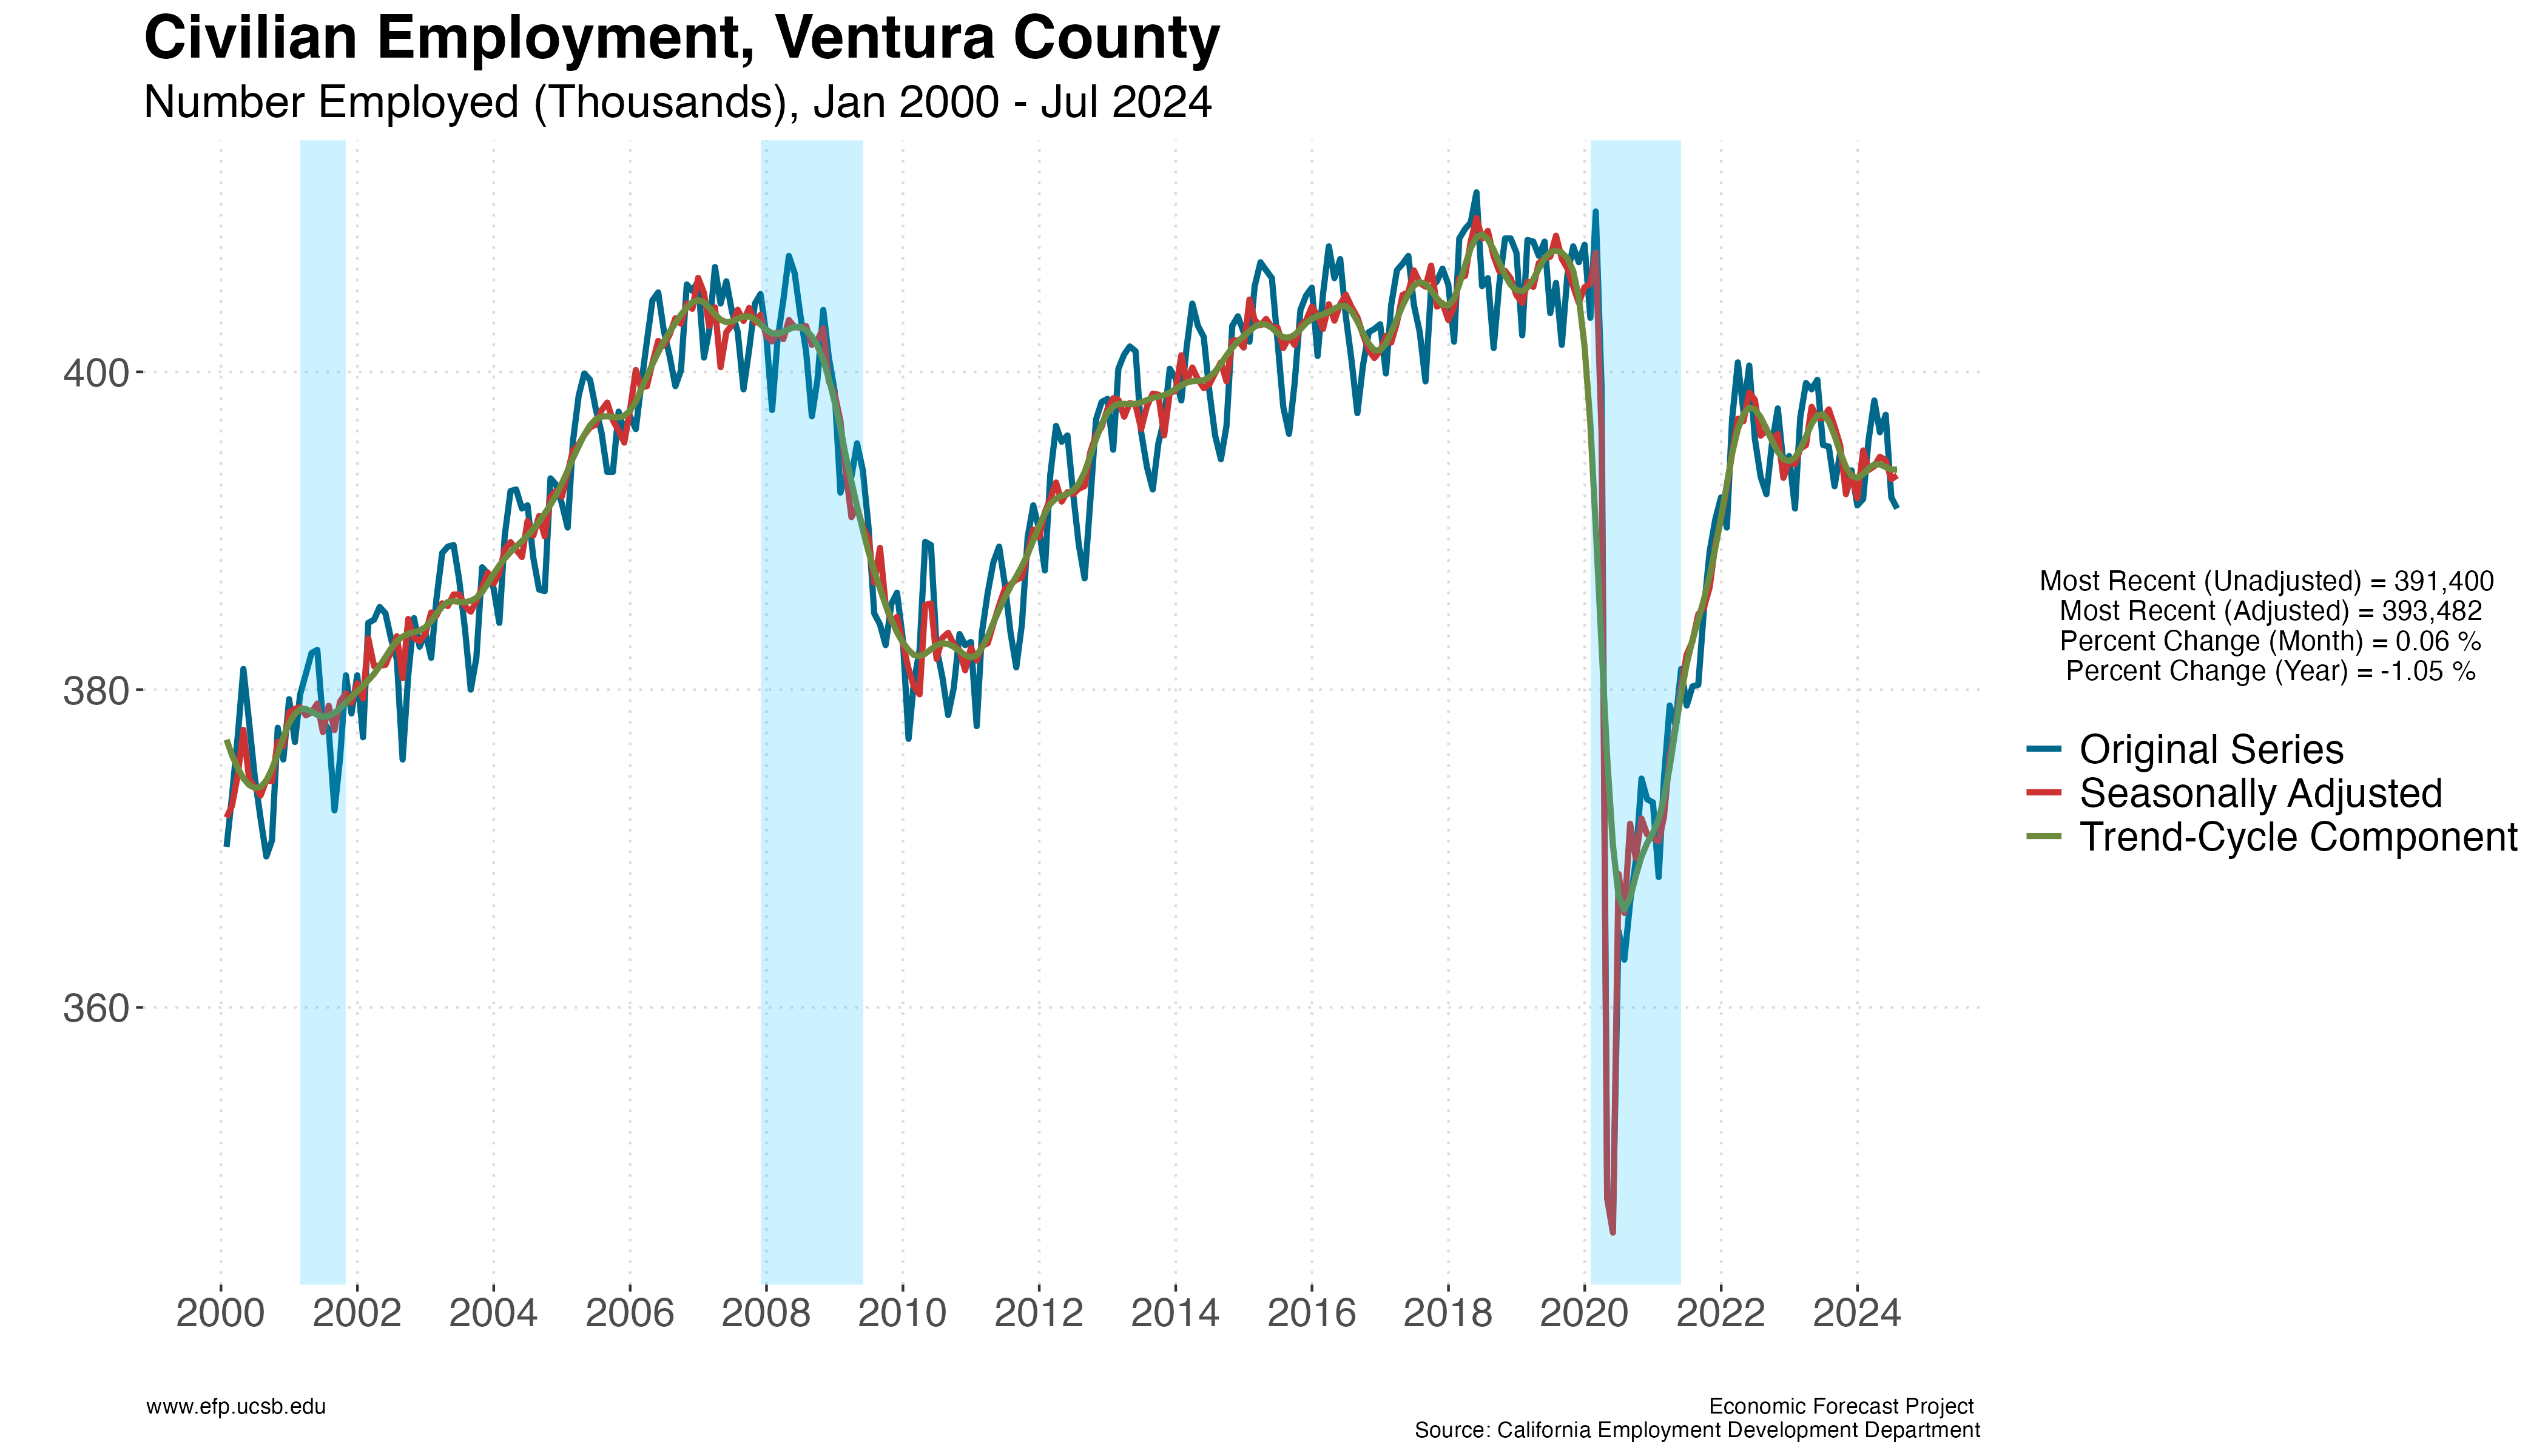 Civilian Employment, Ventura County
Number Employed (Thousands), Jan 2000 - Jul 2024
400
380
360
2000 2002 2004 2006 2008 2010 2012 2014 2016 2018 2020 2022 2024
Most Recent (Unadjusted) = 391,400
Most Recent (Adjusted) = 393,482
Percent Change (Month) = 0.06 %
Percent Change (Year) = -1.05 %
Original Series
Seasonally Adjusted
Trend-Cycle Component
www.efp.ucsb.edu
Economic Forecast Project
Source: California Employment Development Department